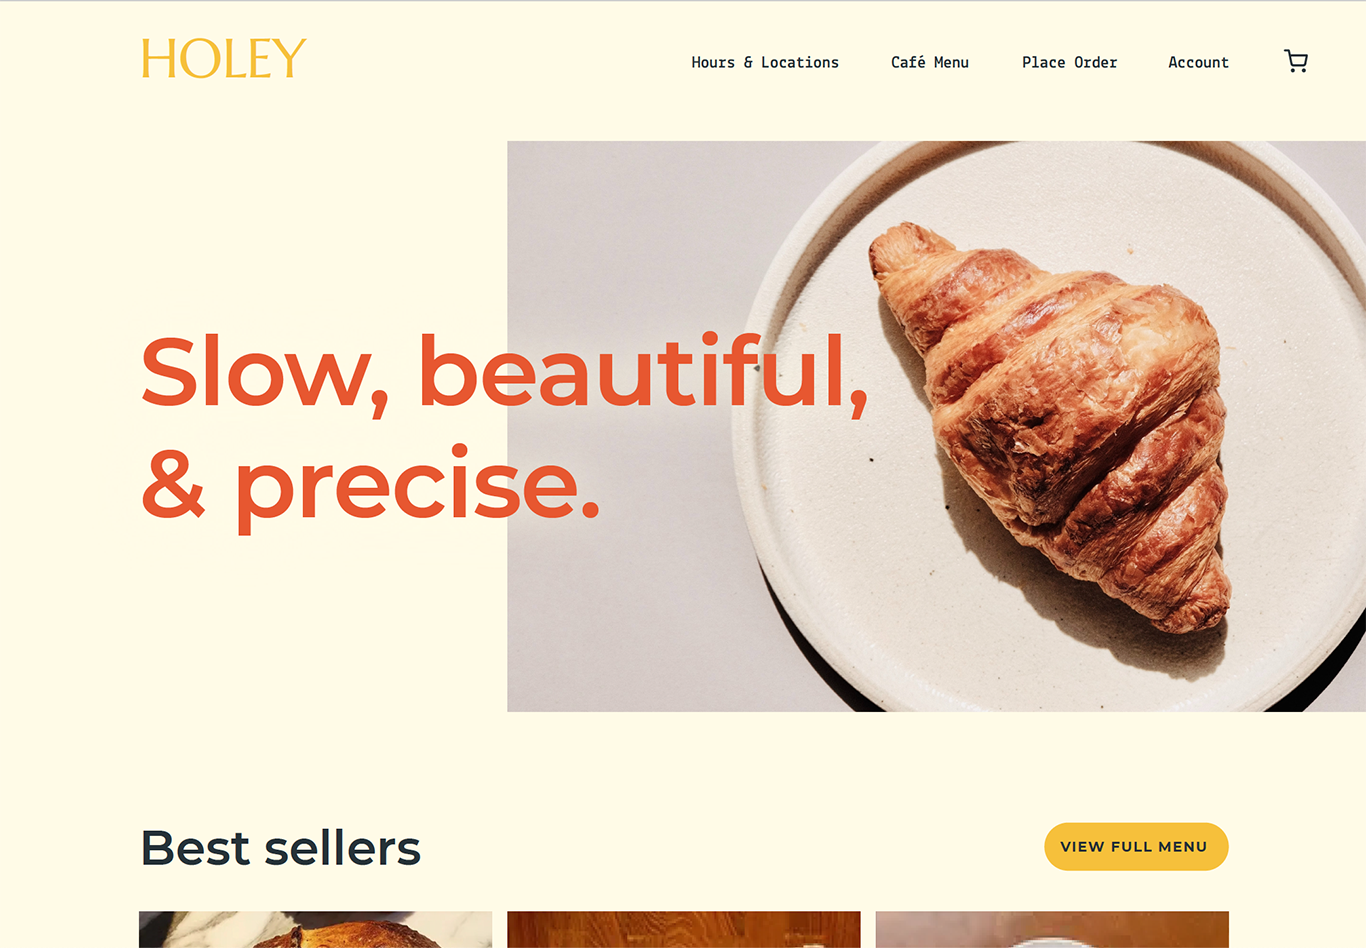 HOLEY
Hours & Locations
Café Menu
Place Order
Account
Slow, beautiful,
& precise.
Best sellers
VIEW FULL MENU